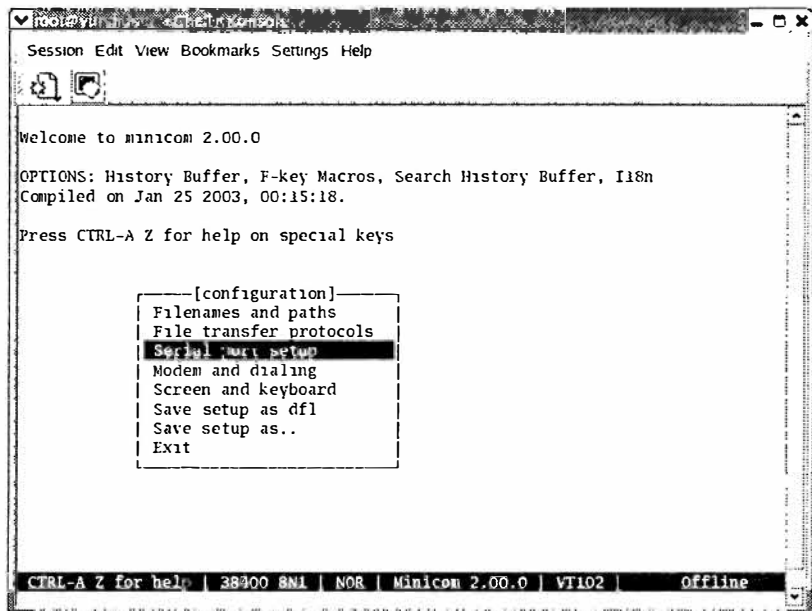 Session Edit View Bookmarks Settings Help
Welcome to minicom 2.00.0
OPTIONS: History Buffer, F-key Macros, Search History Buffer, I18n
Compiled on Jan 25 2003, 00:15:18.
Press CTRL-A Z for help on special keys
[configuration]
Filenames and paths
File transfer protocols
Serial port setup
Modem and dialing
Screen and keyboard
Save setup as dfl
Save setup as..
Exit
CTRL-A Z for help | 38400 8N1 | NOR | Minicom 2.00.0 | VT102 | Offline